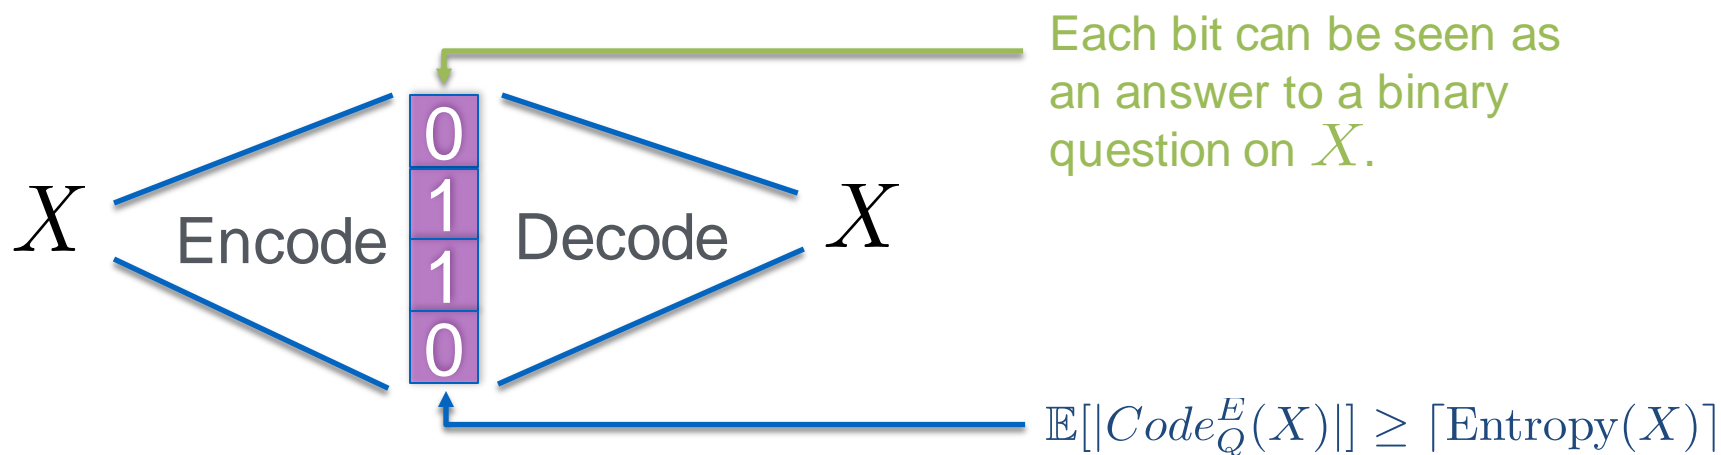 Each bit can be seen as
an answer to a binary
question on X.
X
Encode
0
1
1
0
Decode
X
𝔼[|Code_Q^E(X)|] ≥ ⌈Entropy(X)⌉